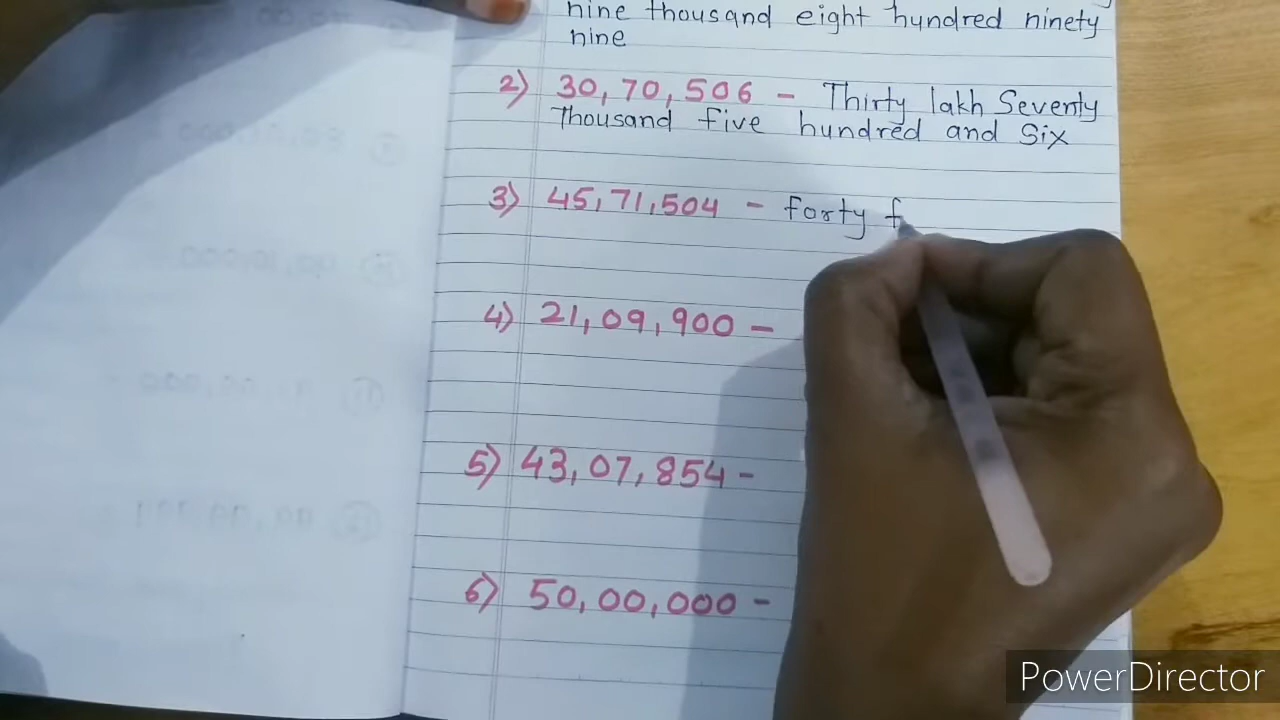 nine thousand eight hundred ninety
nine
2) 30,70,506 - Thirty lakh Seventy
Thousand five hundred and Six
3) 45,71,504 - forty f
4) 21,09,900 -
5) 43,07,854 -
6) 50,00,000 -
PowerDirector